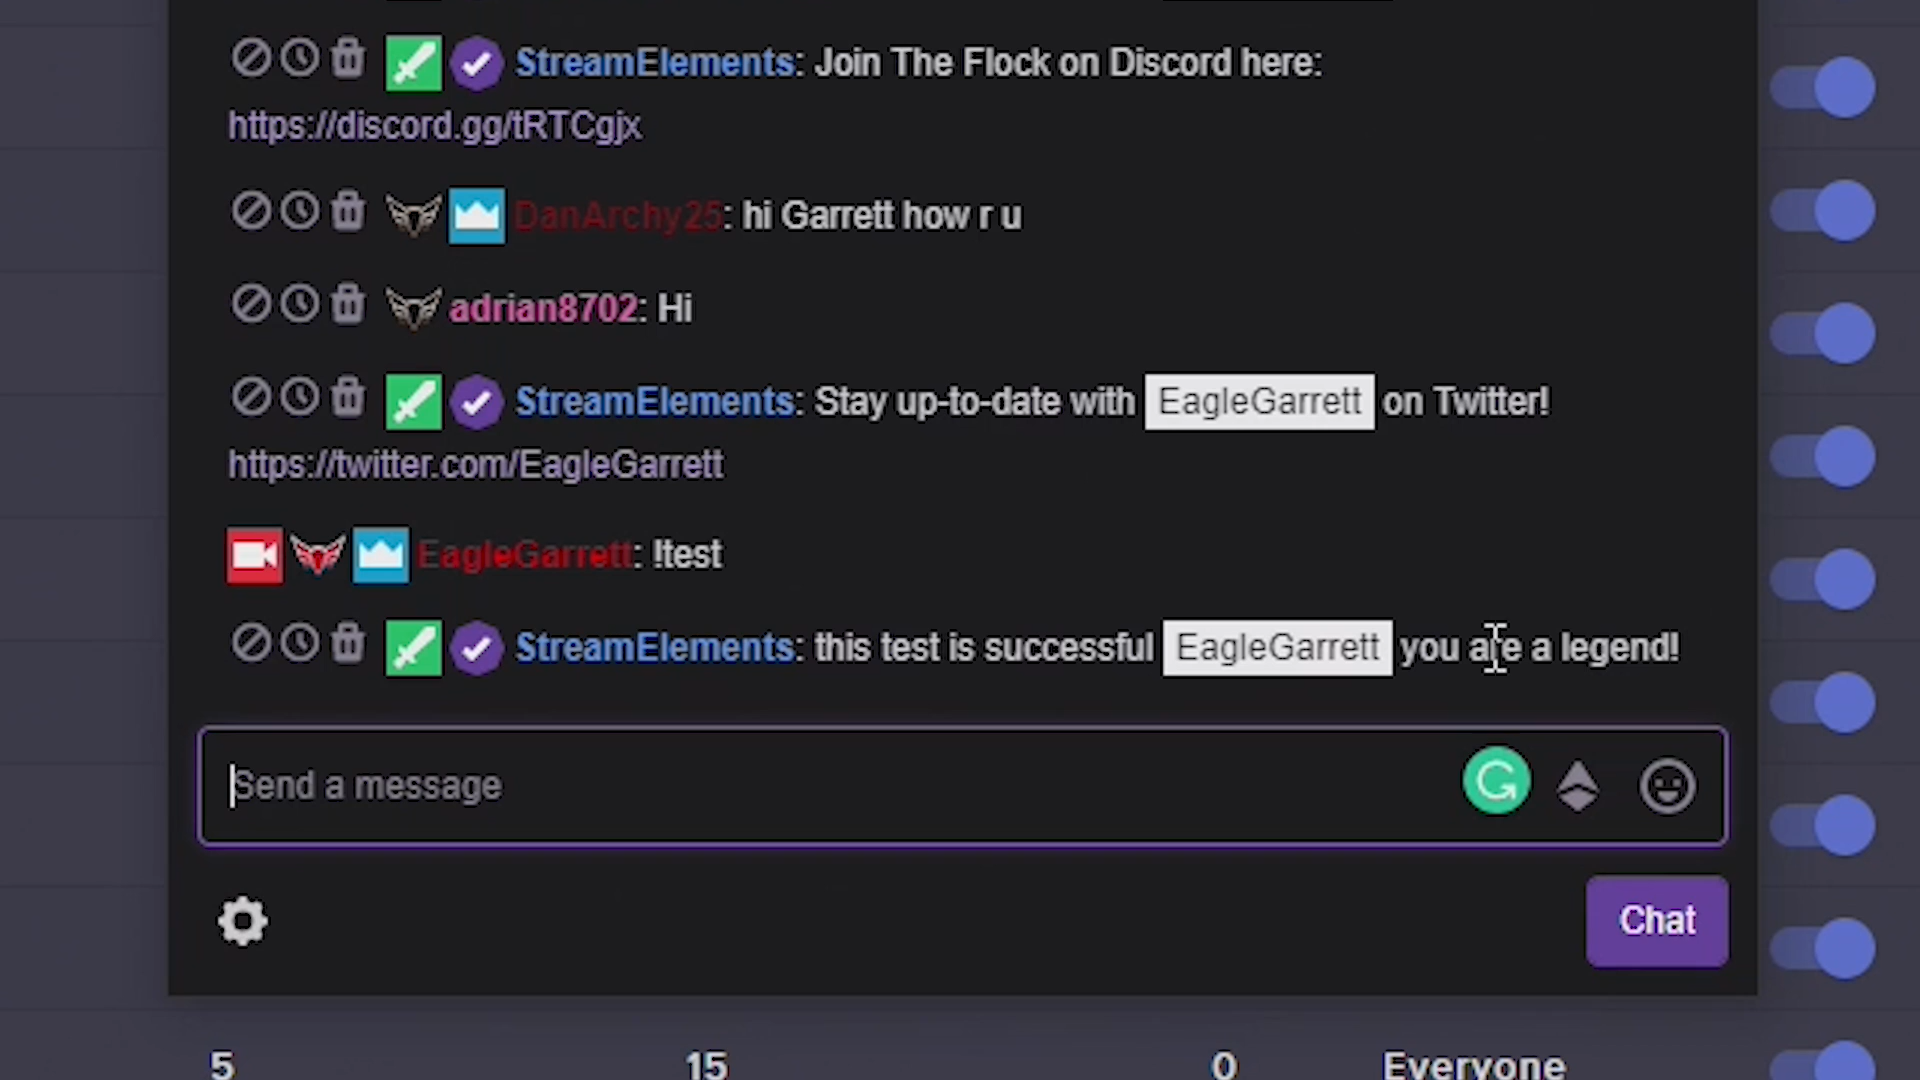 StreamElements: Join The Flock on Discord here:
https://discord.gg/tRTCgjx
DanArchy25: hi Garrett how r u
adrian8702: Hi
StreamElements: Stay up-to-date with EagleGarrett on Twitter!
https://twitter.com/EagleGarrett
EagleGarrett: !test
StreamElements: this test is successful EagleGarrett you are a legend!
Send a message
Chat
5 15 0 Everyone